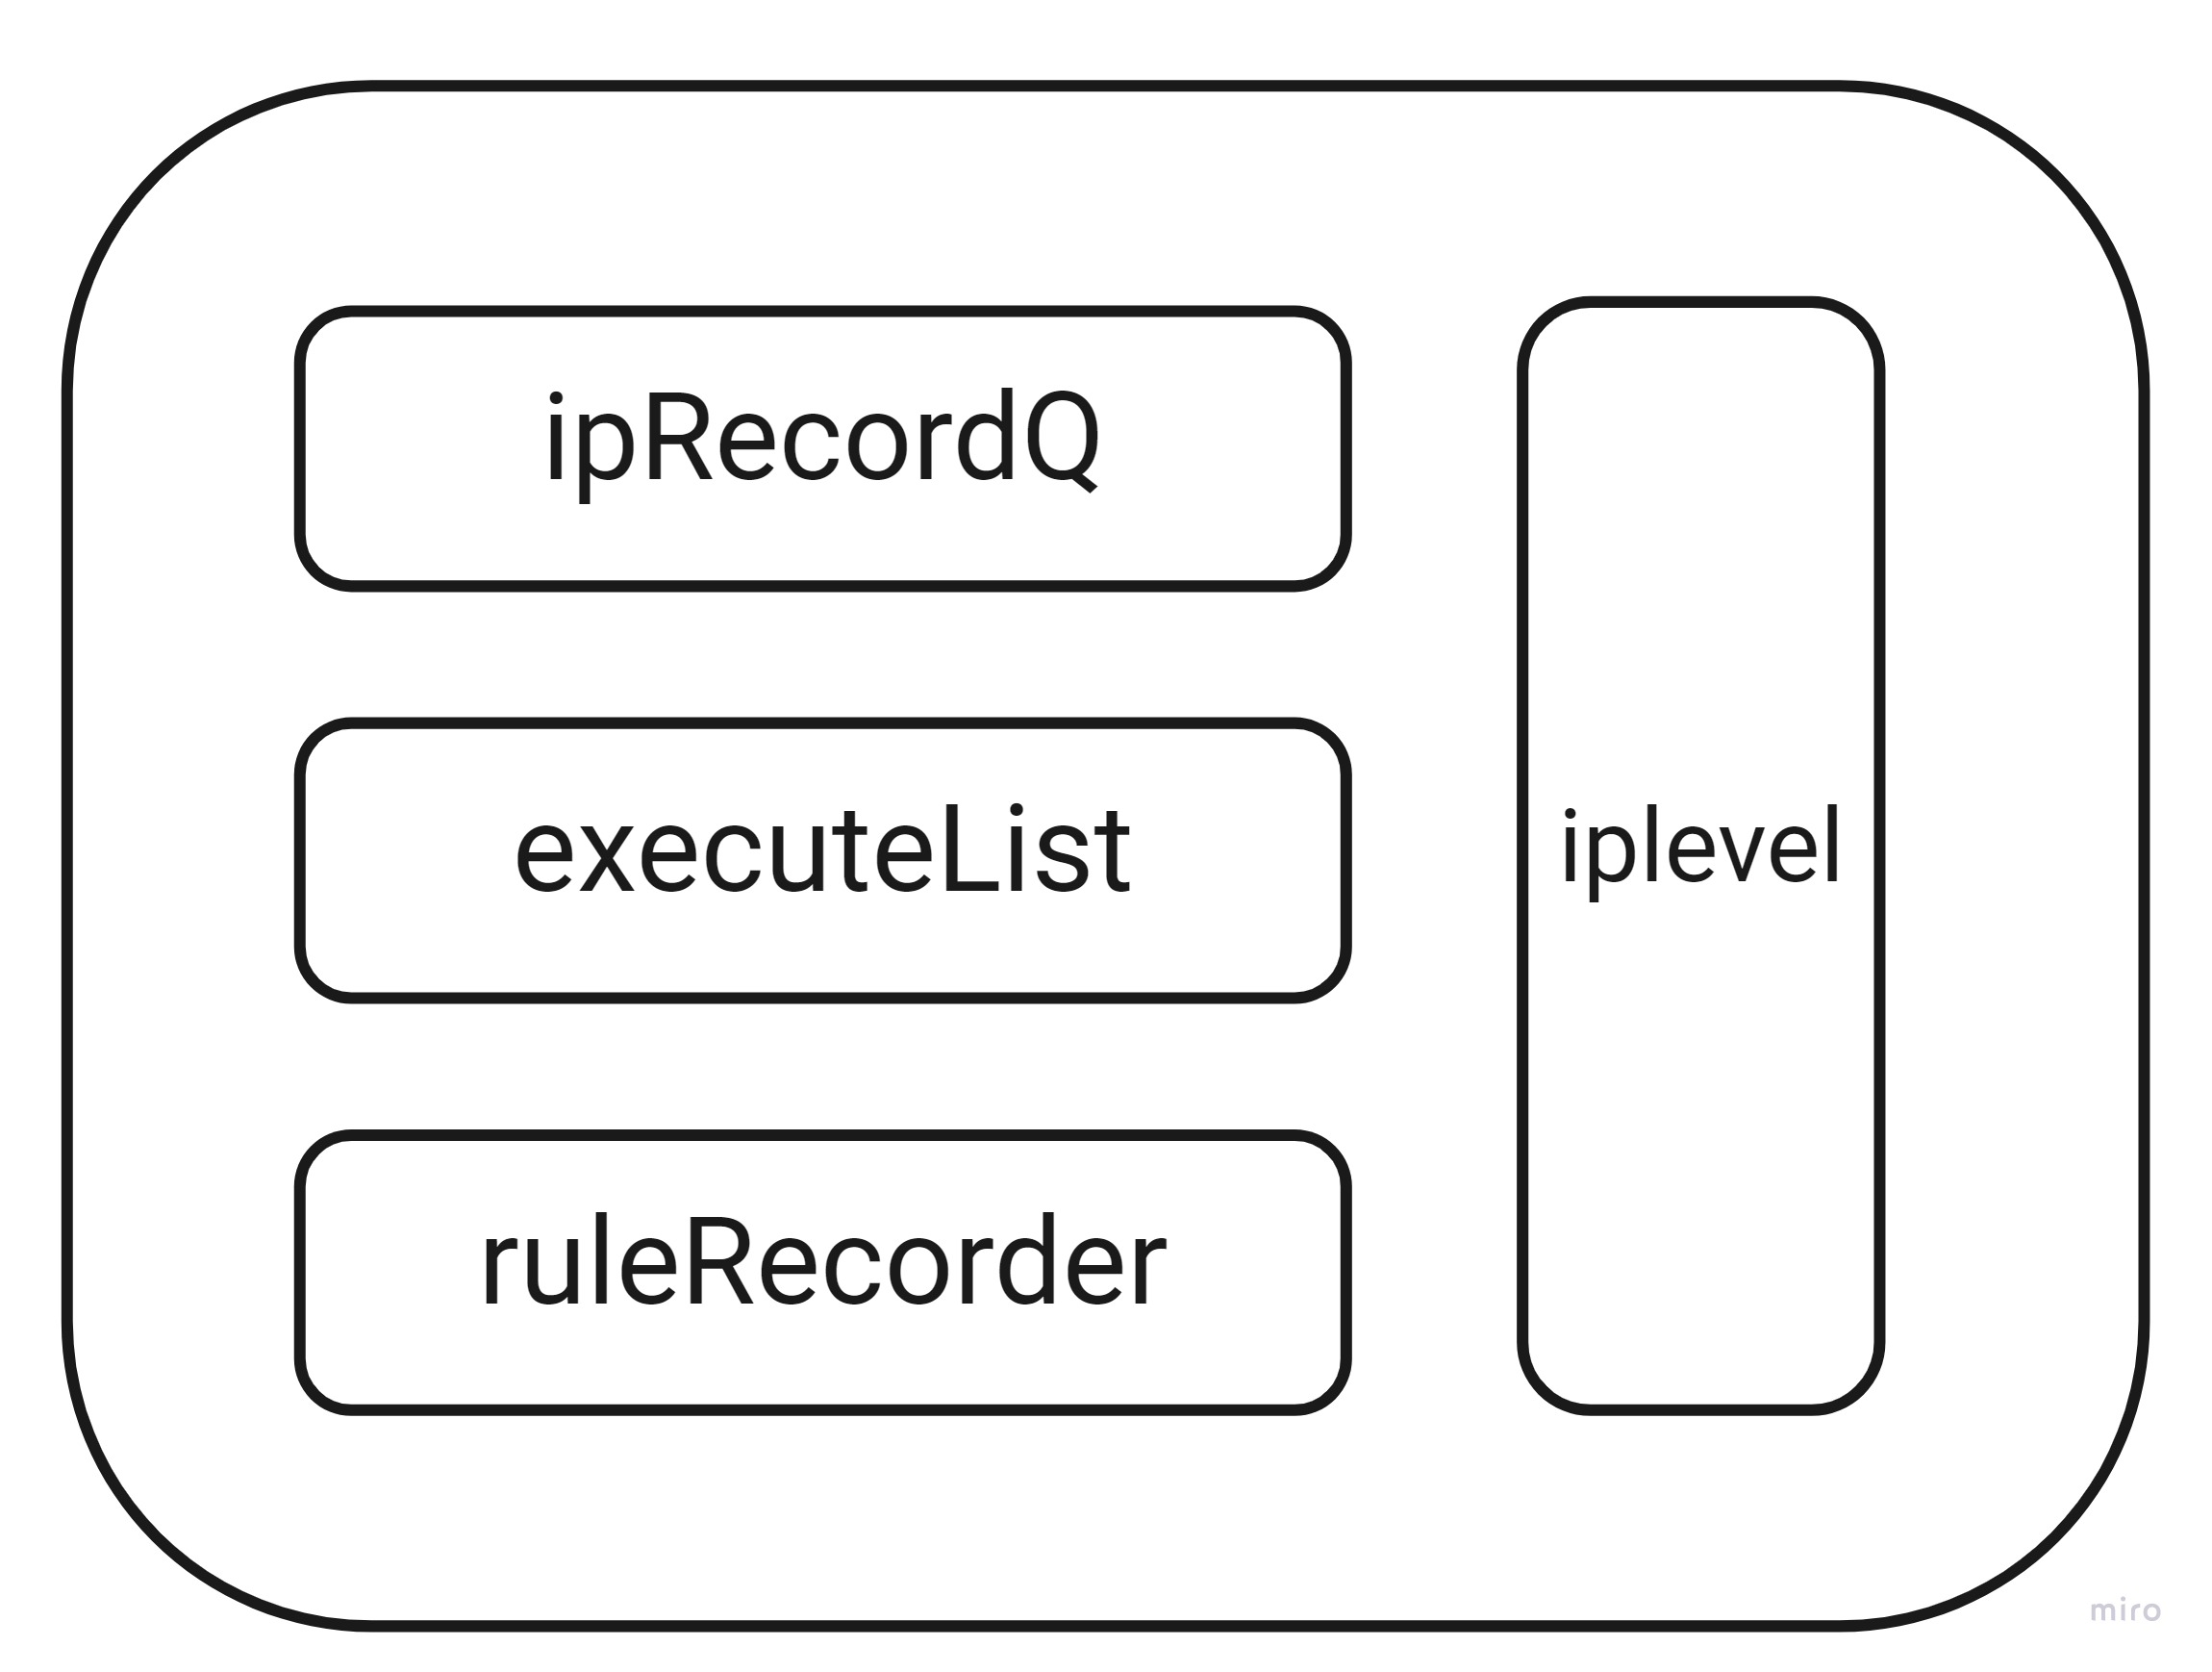 ipRecordQ
executeList
iplevel
ruleRecorder
miro